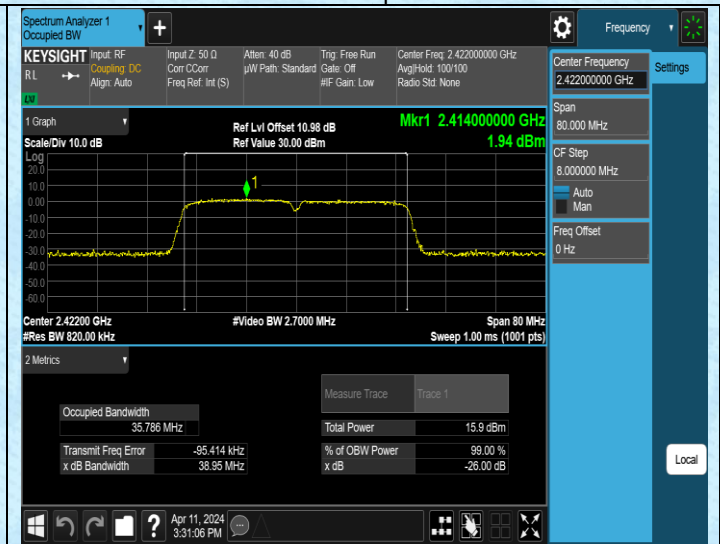 Spectrum Analyzer 1
Occupied BW
+
Frequency
KEYSIGHT
RL
LXI
Input: RF
Coupling: DC
Align: Auto
Input Z: 50 Ω
Corr CCorr
Freq Ref: Int (S)
Atten: 40 dB
µW Path: Standard
Trig: Free Run
Gate: Off
#IF Gain: Low
Center Freq: 2.422000000 GHz
Avg|Hold: 100/100
Radio Std: None
Center Frequency
2.422000000 GHz
Settings
Span
80.000 MHz
CF Step
8.000000 MHz
Auto
Man
Freq Offset
0 Hz
Local
1 Graph
Scale/Div 10.0 dB
Ref Lvl Offset 10.98 dB
Ref Value 30.00 dBm
Mkr1 2.414000000 GHz
1.94 dBm
Log
20.0
10.0
0.00
-10.0
-20.0
-30.0
-40.0
-50.0
-60.0
1
Center 2.42200 GHz
#Video BW 2.7000 MHz
Span 80 MHz
#Res BW 820.00 kHz
Sweep 1.00 ms (1001 pts)
2 Metrics
Measure Trace Trace 1
Occupied Bandwidth
35.786 MHz
Total Power 15.9 dBm
Transmit Freq Error -95.414 kHz
% of OBW Power 99.00 %
x dB Bandwidth 38.95 MHz
x dB -26.00 dB
?
Apr 11, 2024
3:31:06 PM